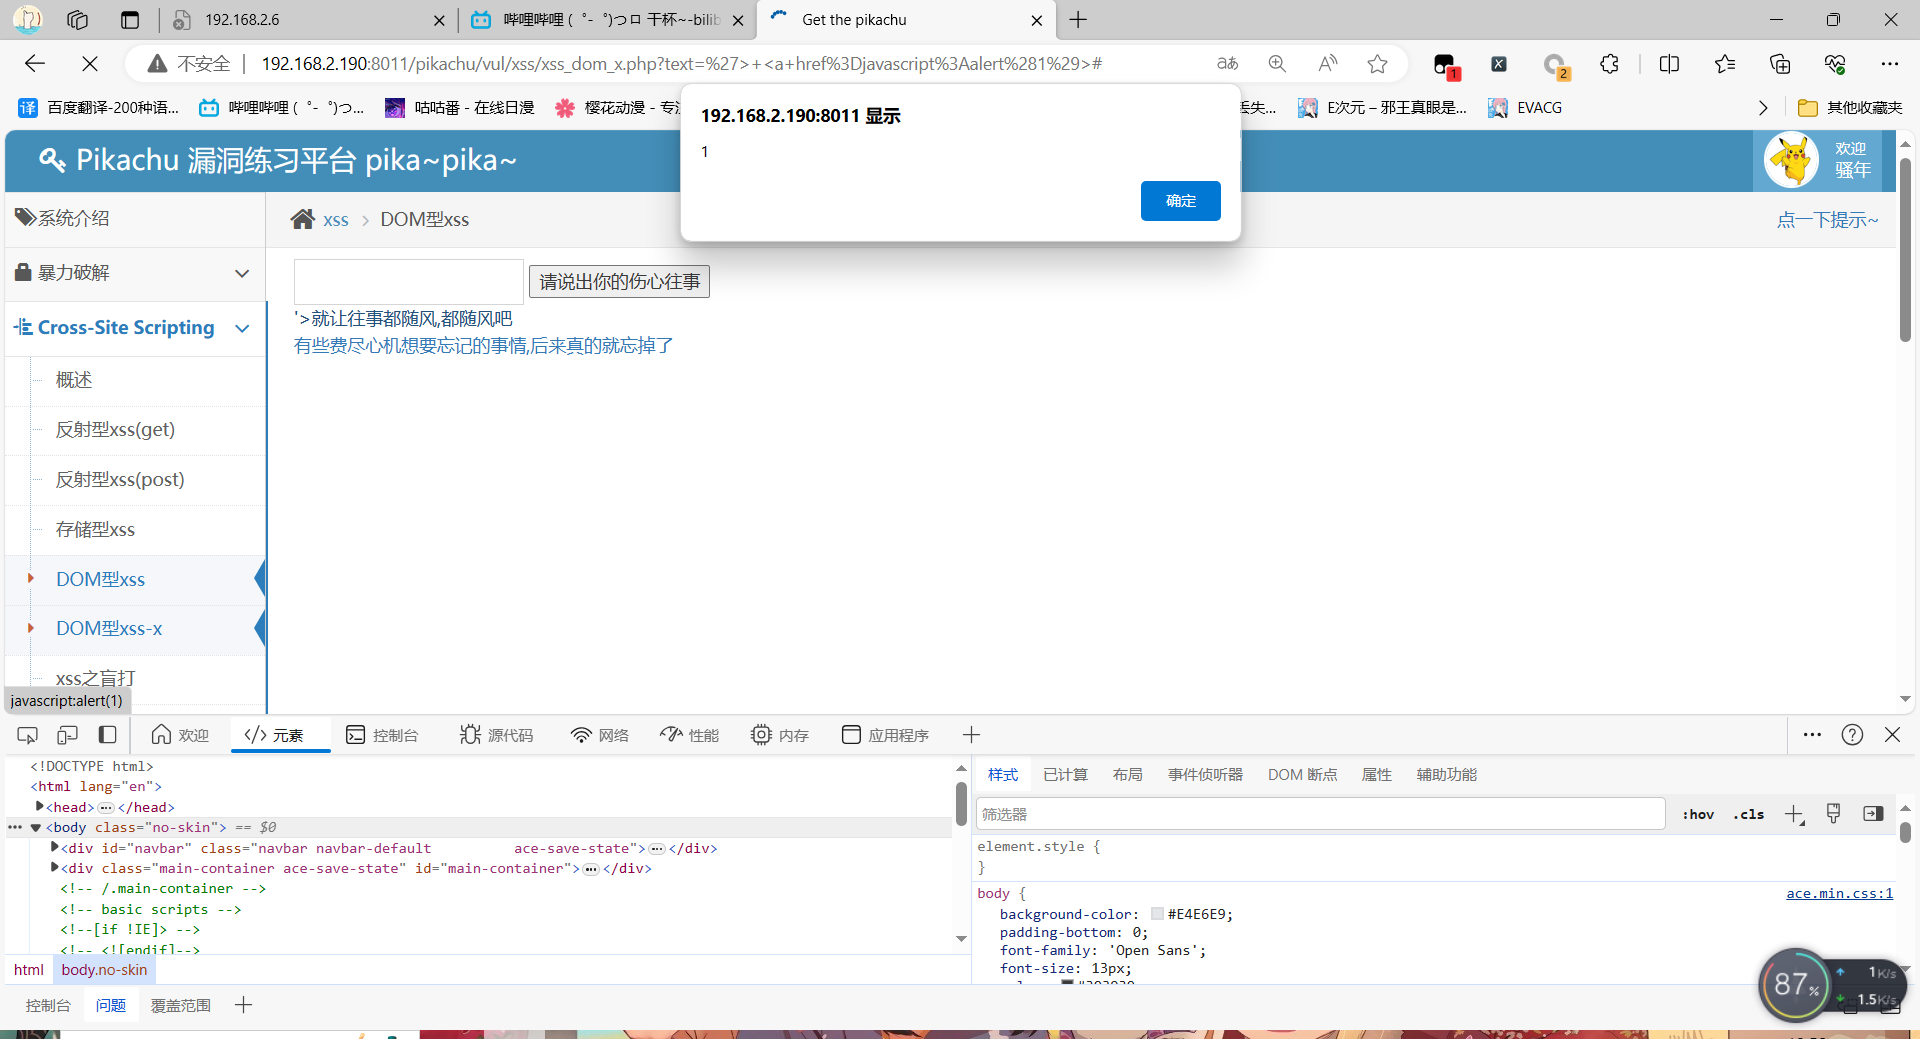 192.168.2.6
哔哩哔哩 (゜-゜)つロ 干杯~-bilib
Get the pikachu
不安全
192.168.2.190:8011/pikachu/vul/xss/xss_dom_x.php?text=%27>+<a+href%3Djavascript%3Aalert%281%29>#
1
2
译 百度翻译-200种语...
哔哩哔哩 (゜-゜)つ...
咕咕番 - 在线日漫
樱花动漫 - 专
丢失...
E次元 – 邪王真眼是...
EVACG
其他收藏夹
192.168.2.190:8011 显示
1
确定
Pikachu 漏洞练习平台 pika~pika~
欢迎
骚年
系统介绍
xss
DOM型xss
点一下提示~
暴力破解
请说出你的伤心往事
'>就让往事都随风,都随风吧
有些费尽心机想要忘记的事情,后来真的就忘掉了
Cross-Site Scripting
概述
反射型xss(get)
反射型xss(post)
存储型xss
DOM型xss
DOM型xss-x
xss之盲打
javascript:alert(1)
欢迎
</> 元素
控制台
源代码
网络
性能
内存
应用程序
<!DOCTYPE html>
<html lang="en">
<head> ... </head>
... <body class="no-skin"> == $0
<div id="navbar" class="navbar navbar-default          ace-save-state"> ... </div>
<div class="main-container ace-save-state" id="main-container"> ... </div>
<!-- /.main-container -->
<!-- basic scripts -->
<!--[if !IE]> -->
<!-- <![endif]-->
html
body.no-skin
样式
已计算
布局
事件侦听器
DOM 断点
属性
辅助功能
筛选器
:hov
.cls
element.style {
}
body {
ace.min.css:1
background-color: #E4E6E9;
padding-bottom: 0;
font-family: 'Open Sans';
font-size: 13px;
控制台
问题
覆盖范围
87%
1K/s
1.5K/s